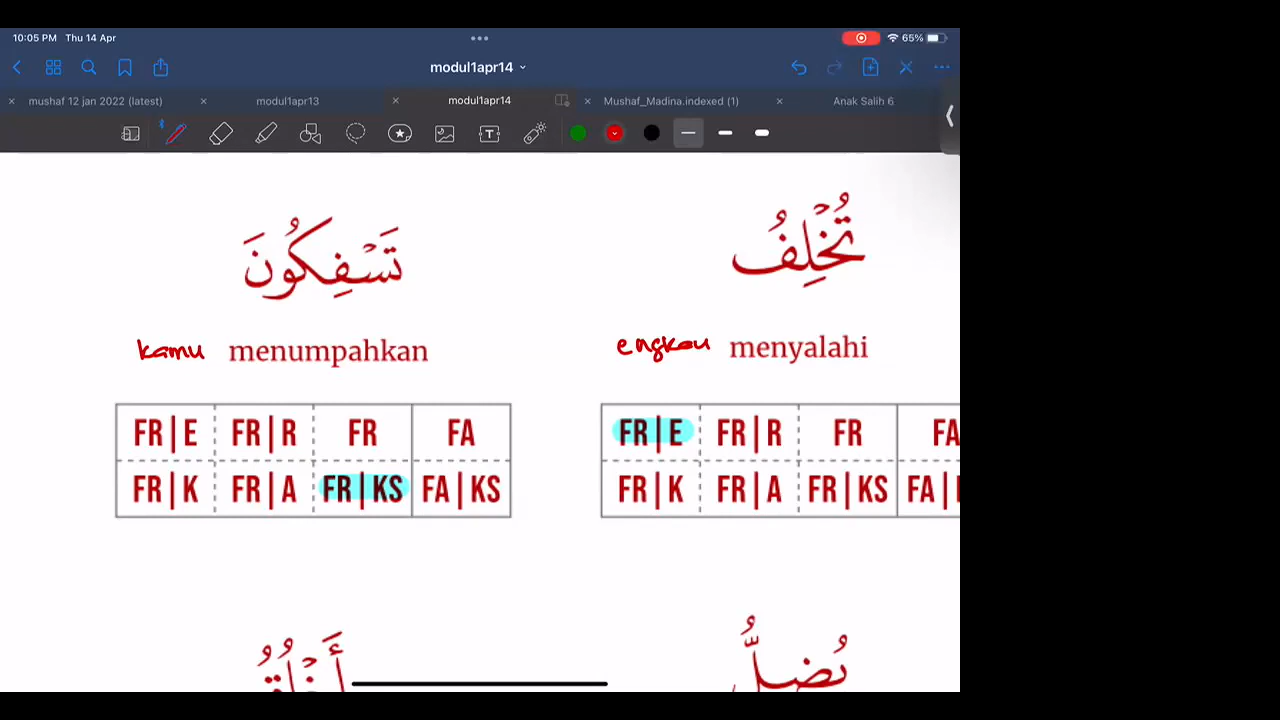 10:05 PM Thu 14 Apr 65%
modul1apr14
mushaf 12 jan 2022 (latest) modul1apr13 modul1apr14 Mushaf_Madina.indexed (1) Anak Salih 6
تَسۡفِكُونَ
تُخۡلِفُ
kamu menumpahkan
engkau menyalahi
FR|E FR|R FR FA
FR|K FR|A FR|KS FA|KS
FR|E FR|R FR FA
FR|K FR|A FR|KS FA|